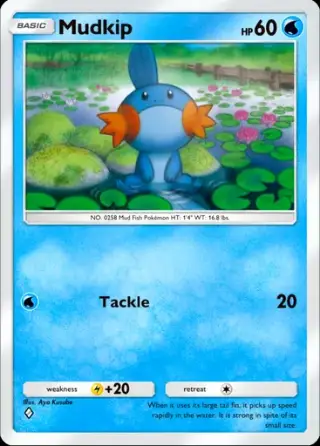 BASIC Mudkip HP 60
NO. 0258 Mud Fish Pokémon HT: 1'4" WT: 16.8 lbs.
Tackle 20
weakness +20 retreat
Illus. Aya Kusube
When it uses its large tail fin, it picks up speed
rapidly in the water. It is strong in spite of its
small size.